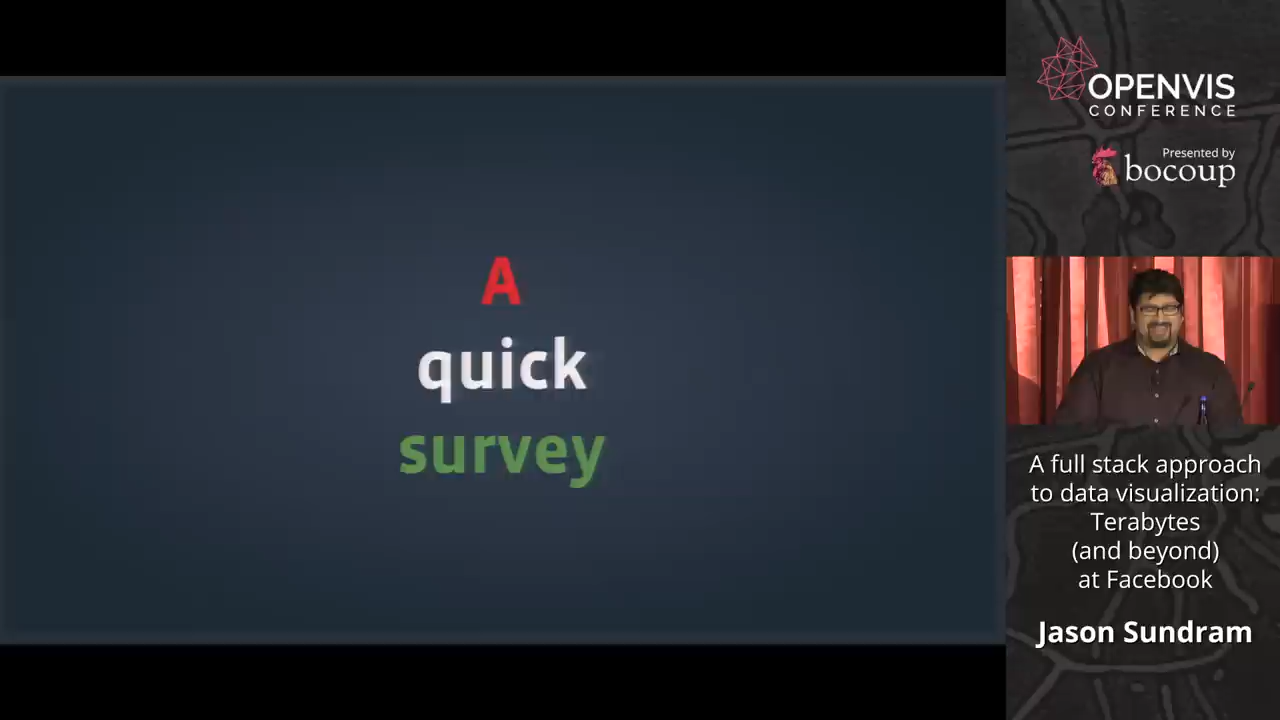 A
quick
survey
OPENVIS
CONFERENCE
Presented by
bocoup
A full stack approach
to data visualization:
Terabytes
(and beyond)
at Facebook
Jason Sundram